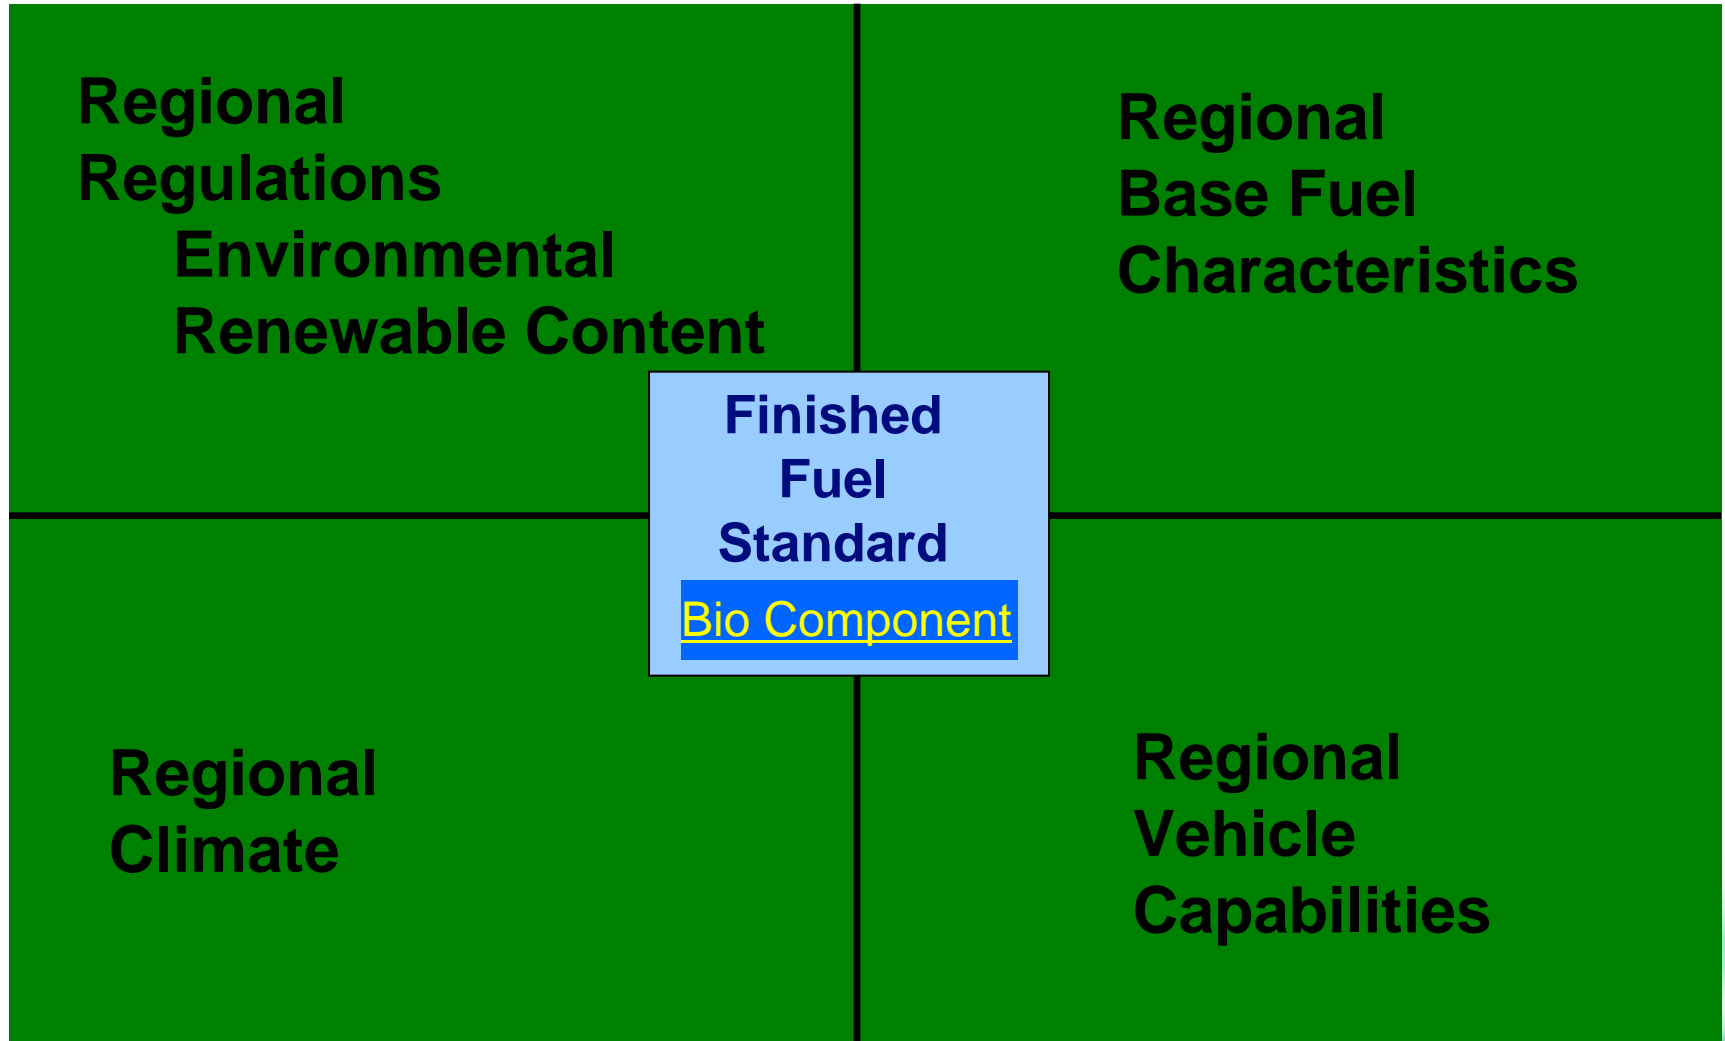 Regional
Regulations
Environmental
Renewable Content
Regional
Base Fuel
Characteristics
Finished
Fuel
Standard
Bio Component
Regional
Climate
Regional
Vehicle
Capabilities